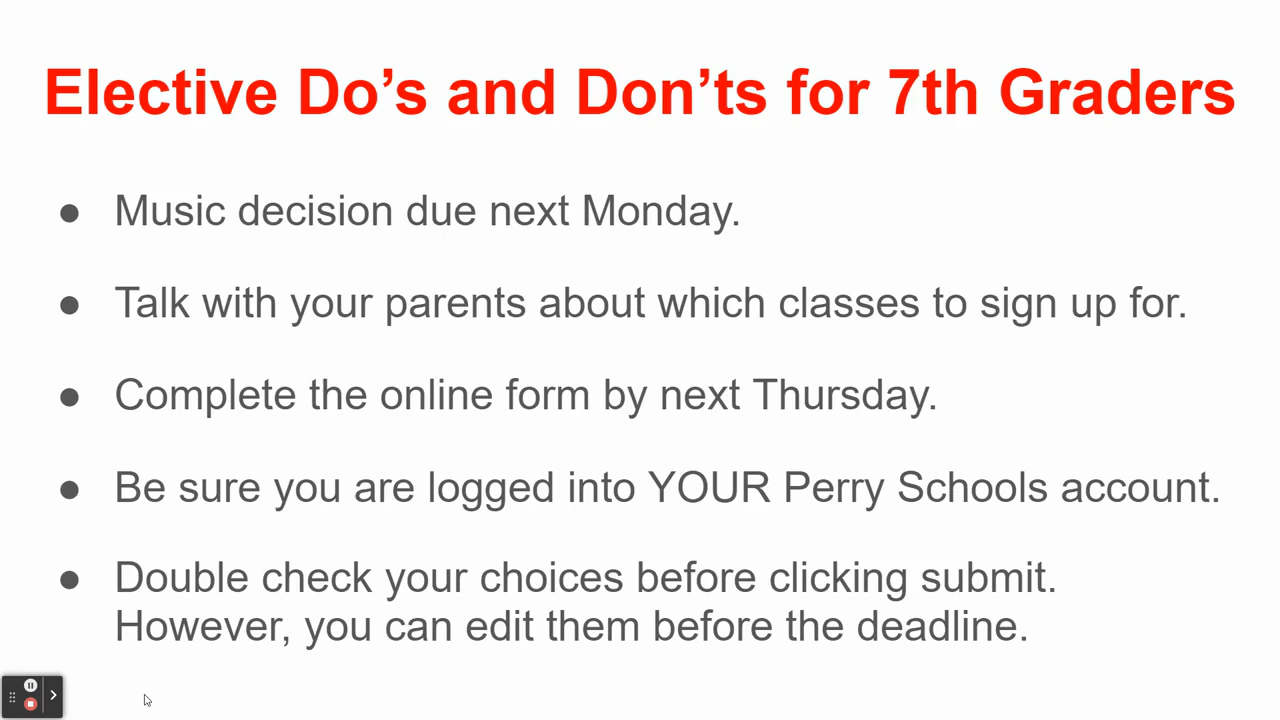 Elective Do’s and Don’ts for 7th Graders
● Music decision due next Monday.
● Talk with your parents about which classes to sign up for.
● Complete the online form by next Thursday.
● Be sure you are logged into YOUR Perry Schools account.
● Double check your choices before clicking submit.
However, you can edit them before the deadline.